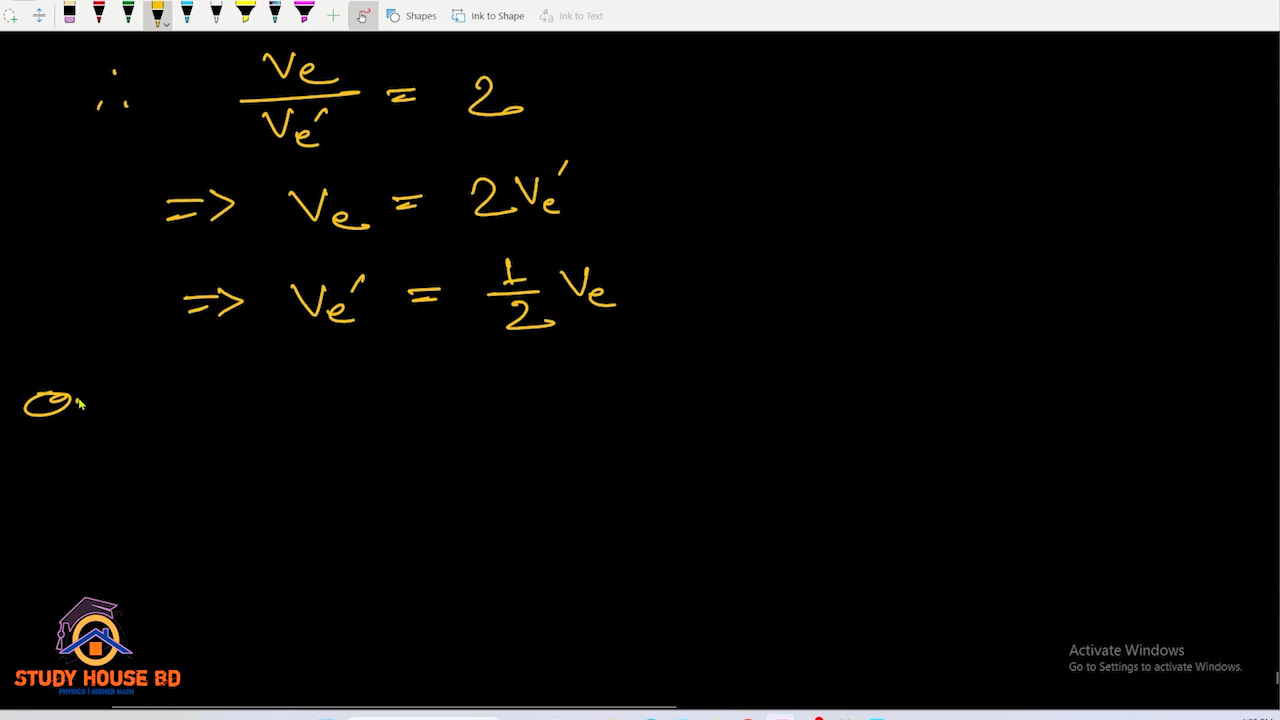 Shapes Ink to Shape Ink to Text
∴ Ve / Ve′ = 2
=> Ve = 2Ve′
=> Ve′ = 1/2 Ve
STUDY HOUSE BD
PHYSICS | HIGHER MATH
Activate Windows
Go to Settings to activate Windows.